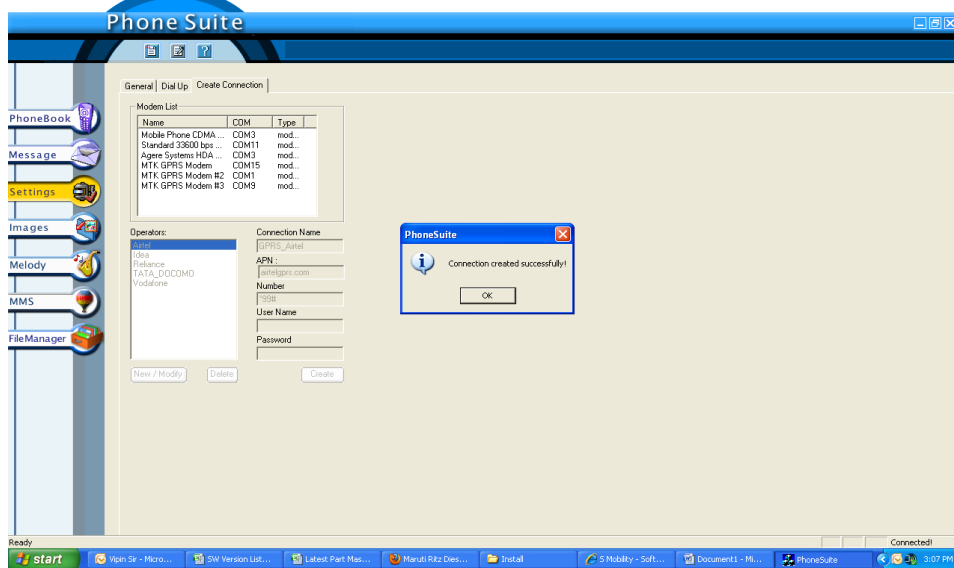 Phone Suite
General Dial Up Create Connection
PhoneBook
Message
Settings
Images
Melody
MMS
FileManager
Modem List
Name COM Type
Mobile Phone CDMA ... COM3 mod...
Standard 33600 bps ... COM11 mod...
Agere Systems HDA ... COM3 mod...
MTK GPRS Modem COM15 mod...
MTK GPRS Modem #2 COM1 mod...
MTK GPRS Modem #3 COM9 mod...
Operators:
Airtel
Idea
Reliance
TATA_DOCOMO
Vodafone
Connection Name
GPRS_Airtel
APN :
airtelgprs.com
Number
*99#
User Name
Password
New / Modify Delete Create
PhoneSuite
Connection created successfully!
OK
Ready Connected!
start Vipin Sir - Micro... SW Version List... Latest Part Mas... Maruti Ritz Dies... Install S Mobility - Soft... Document1 - Mi... PhoneSuite 3:07 PM